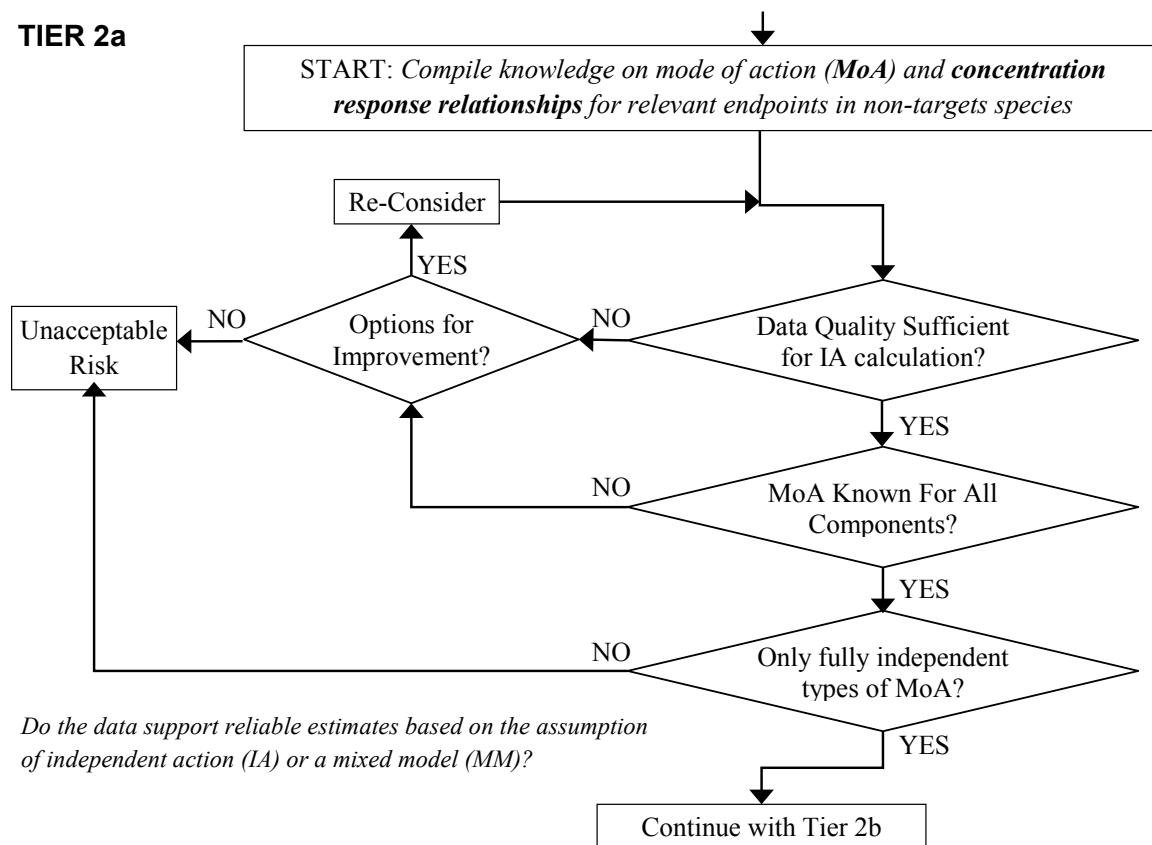 TIER 2a
START: Compile knowledge on mode of action (MoA) and concentration
response relationships for relevant endpoints in non-targets species
Re-Consider
YES
Unacceptable
Risk
NO
Options for
Improvement?
NO
Data Quality Sufficient
for IA calculation?
YES
NO
MoA Known For All
Components?
YES
NO
Only fully independent
types of MoA?
YES
Do the data support reliable estimates based on the assumption
of independent action (IA) or a mixed model (MM)?
Continue with Tier 2b